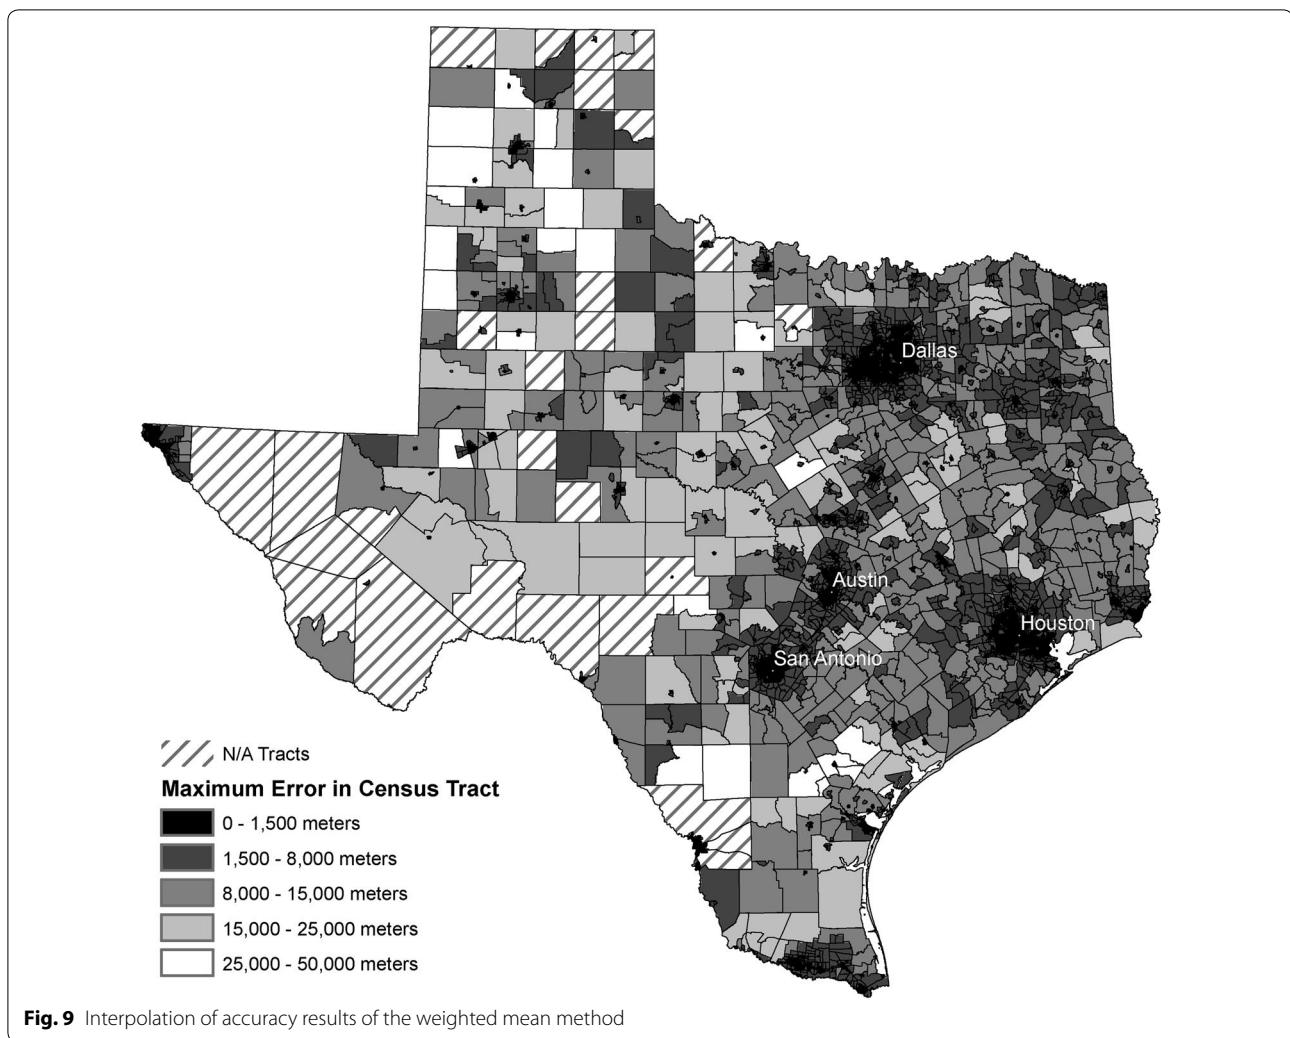 Dallas
Austin
Houston
San Antonio
N/A Tracts
Maximum Error in Census Tract
0 - 1,500 meters
1,500 - 8,000 meters
8,000 - 15,000 meters
15,000 - 25,000 meters
25,000 - 50,000 meters
Fig. 9 Interpolation of accuracy results of the weighted mean method